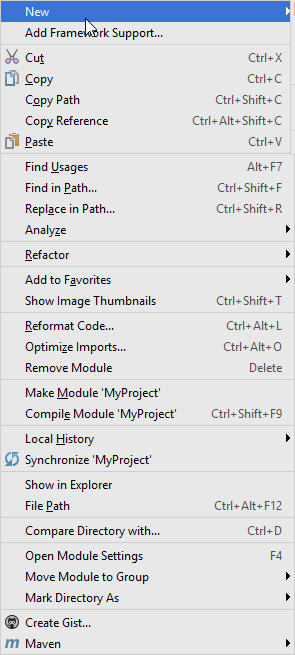 New
Add Framework Support...
Cut Ctrl+X
Copy Ctrl+C
Copy Path Ctrl+Shift+C
Copy Reference Ctrl+Alt+Shift+C
Paste Ctrl+V
Find Usages Alt+F7
Find in Path... Ctrl+Shift+F
Replace in Path... Ctrl+Shift+R
Analyze
Refactor
Add to Favorites
Show Image Thumbnails Ctrl+Shift+T
Reformat Code... Ctrl+Alt+L
Optimize Imports... Ctrl+Alt+O
Remove Module Delete
Make Module 'MyProject'
Compile Module 'MyProject' Ctrl+Shift+F9
Local History
Synchronize 'MyProject'
Show in Explorer
File Path Ctrl+Alt+F12
Compare Directory with... Ctrl+D
Open Module Settings F4
Move Module to Group
Mark Directory As
Create Gist...
m Maven